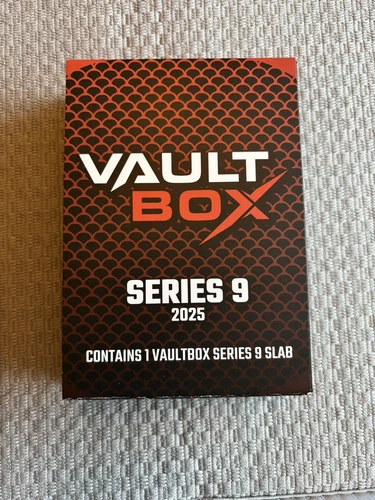 VAULT
BOX
SERIES 9
2025
CONTAINS 1 VAULTBOX SERIES 9 SLAB